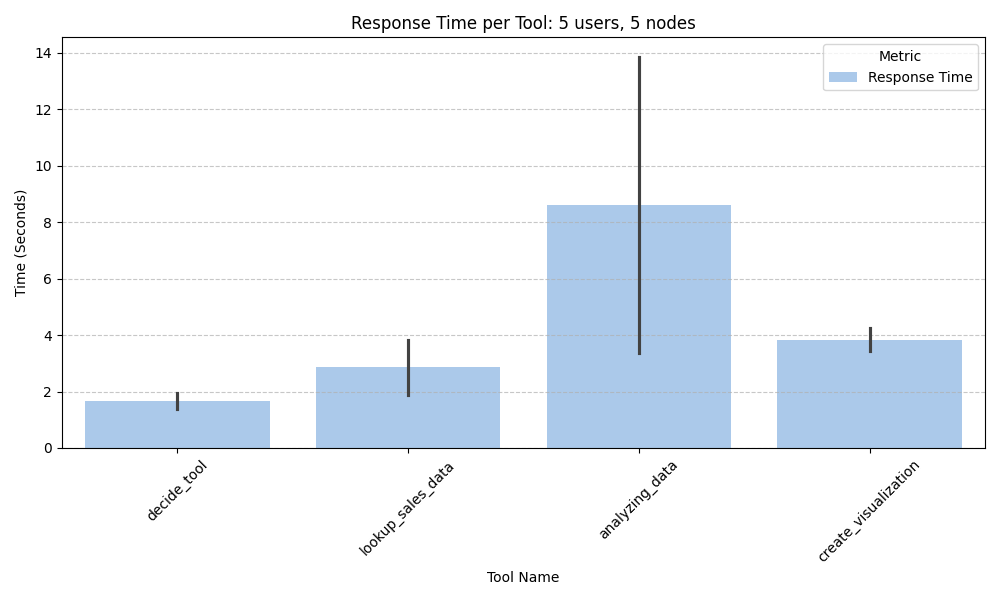 Response Time per Tool: 5 users, 5 nodes
Metric
Response Time
Time (Seconds)
14
12
10
8
6
4
2
0
decide_tool
lookup_sales_data
analyzing_data
create_visualization
Tool Name